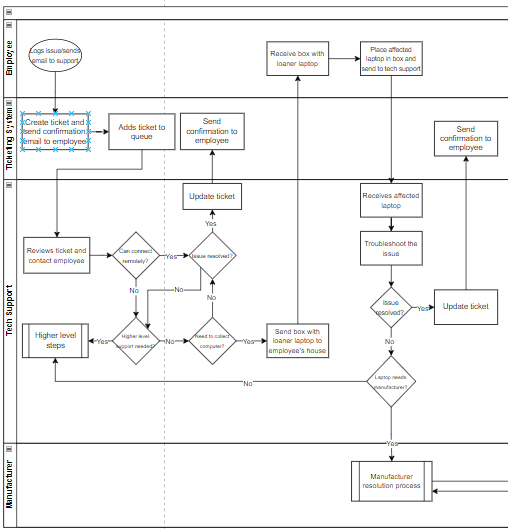 Employee
Logs issue/sends
email to support
Receive box with
loaner laptop
Place affected
laptop in box and
send to tech support
Ticketing System
Create ticket and
send confirmation
email to employee
Adds ticket to
queue
Send
confirmation to
employee
Send
confirmation to
employee
Tech Support
Update ticket
Receives affected
laptop
Yes
Reviews ticket and
contact employee
Can connect
remotely?
Yes
Issue resolved?
Troubleshoot the
issue
No
No
No
Issue
resolved?
Yes
Update ticket
Higher level
steps
Yes
Higher level
support needed?
No
Need to collect
computer?
Yes
Send box with
loaner laptop to
employee's house
No
Laptop needs
manufacturer?
No
Yes
Manufacturer
Manufacturer
resolution process